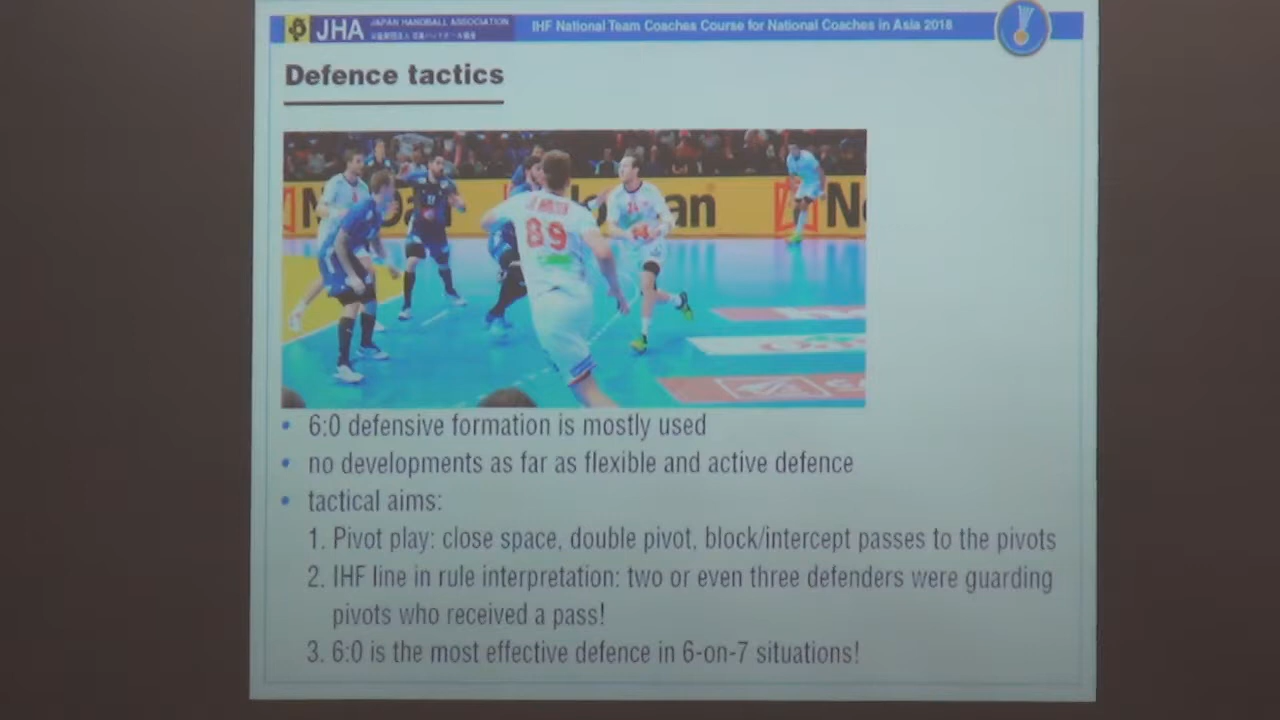 JHA
JAPAN HANDBALL ASSOCIATION
IHF National Team Coaches Course for National Coaches in Asia 2018
Defence tactics
89
• 6:0 defensive formation is mostly used
• no developments as far as flexible and active defence
• tactical aims:
1. Pivot play: close space, double pivot, block/intercept passes to the pivots
2. IHF line in rule interpretation: two or even three defenders were guarding
pivots who received a pass!
3. 6:0 is the most effective defence in 6-on-7 situations!